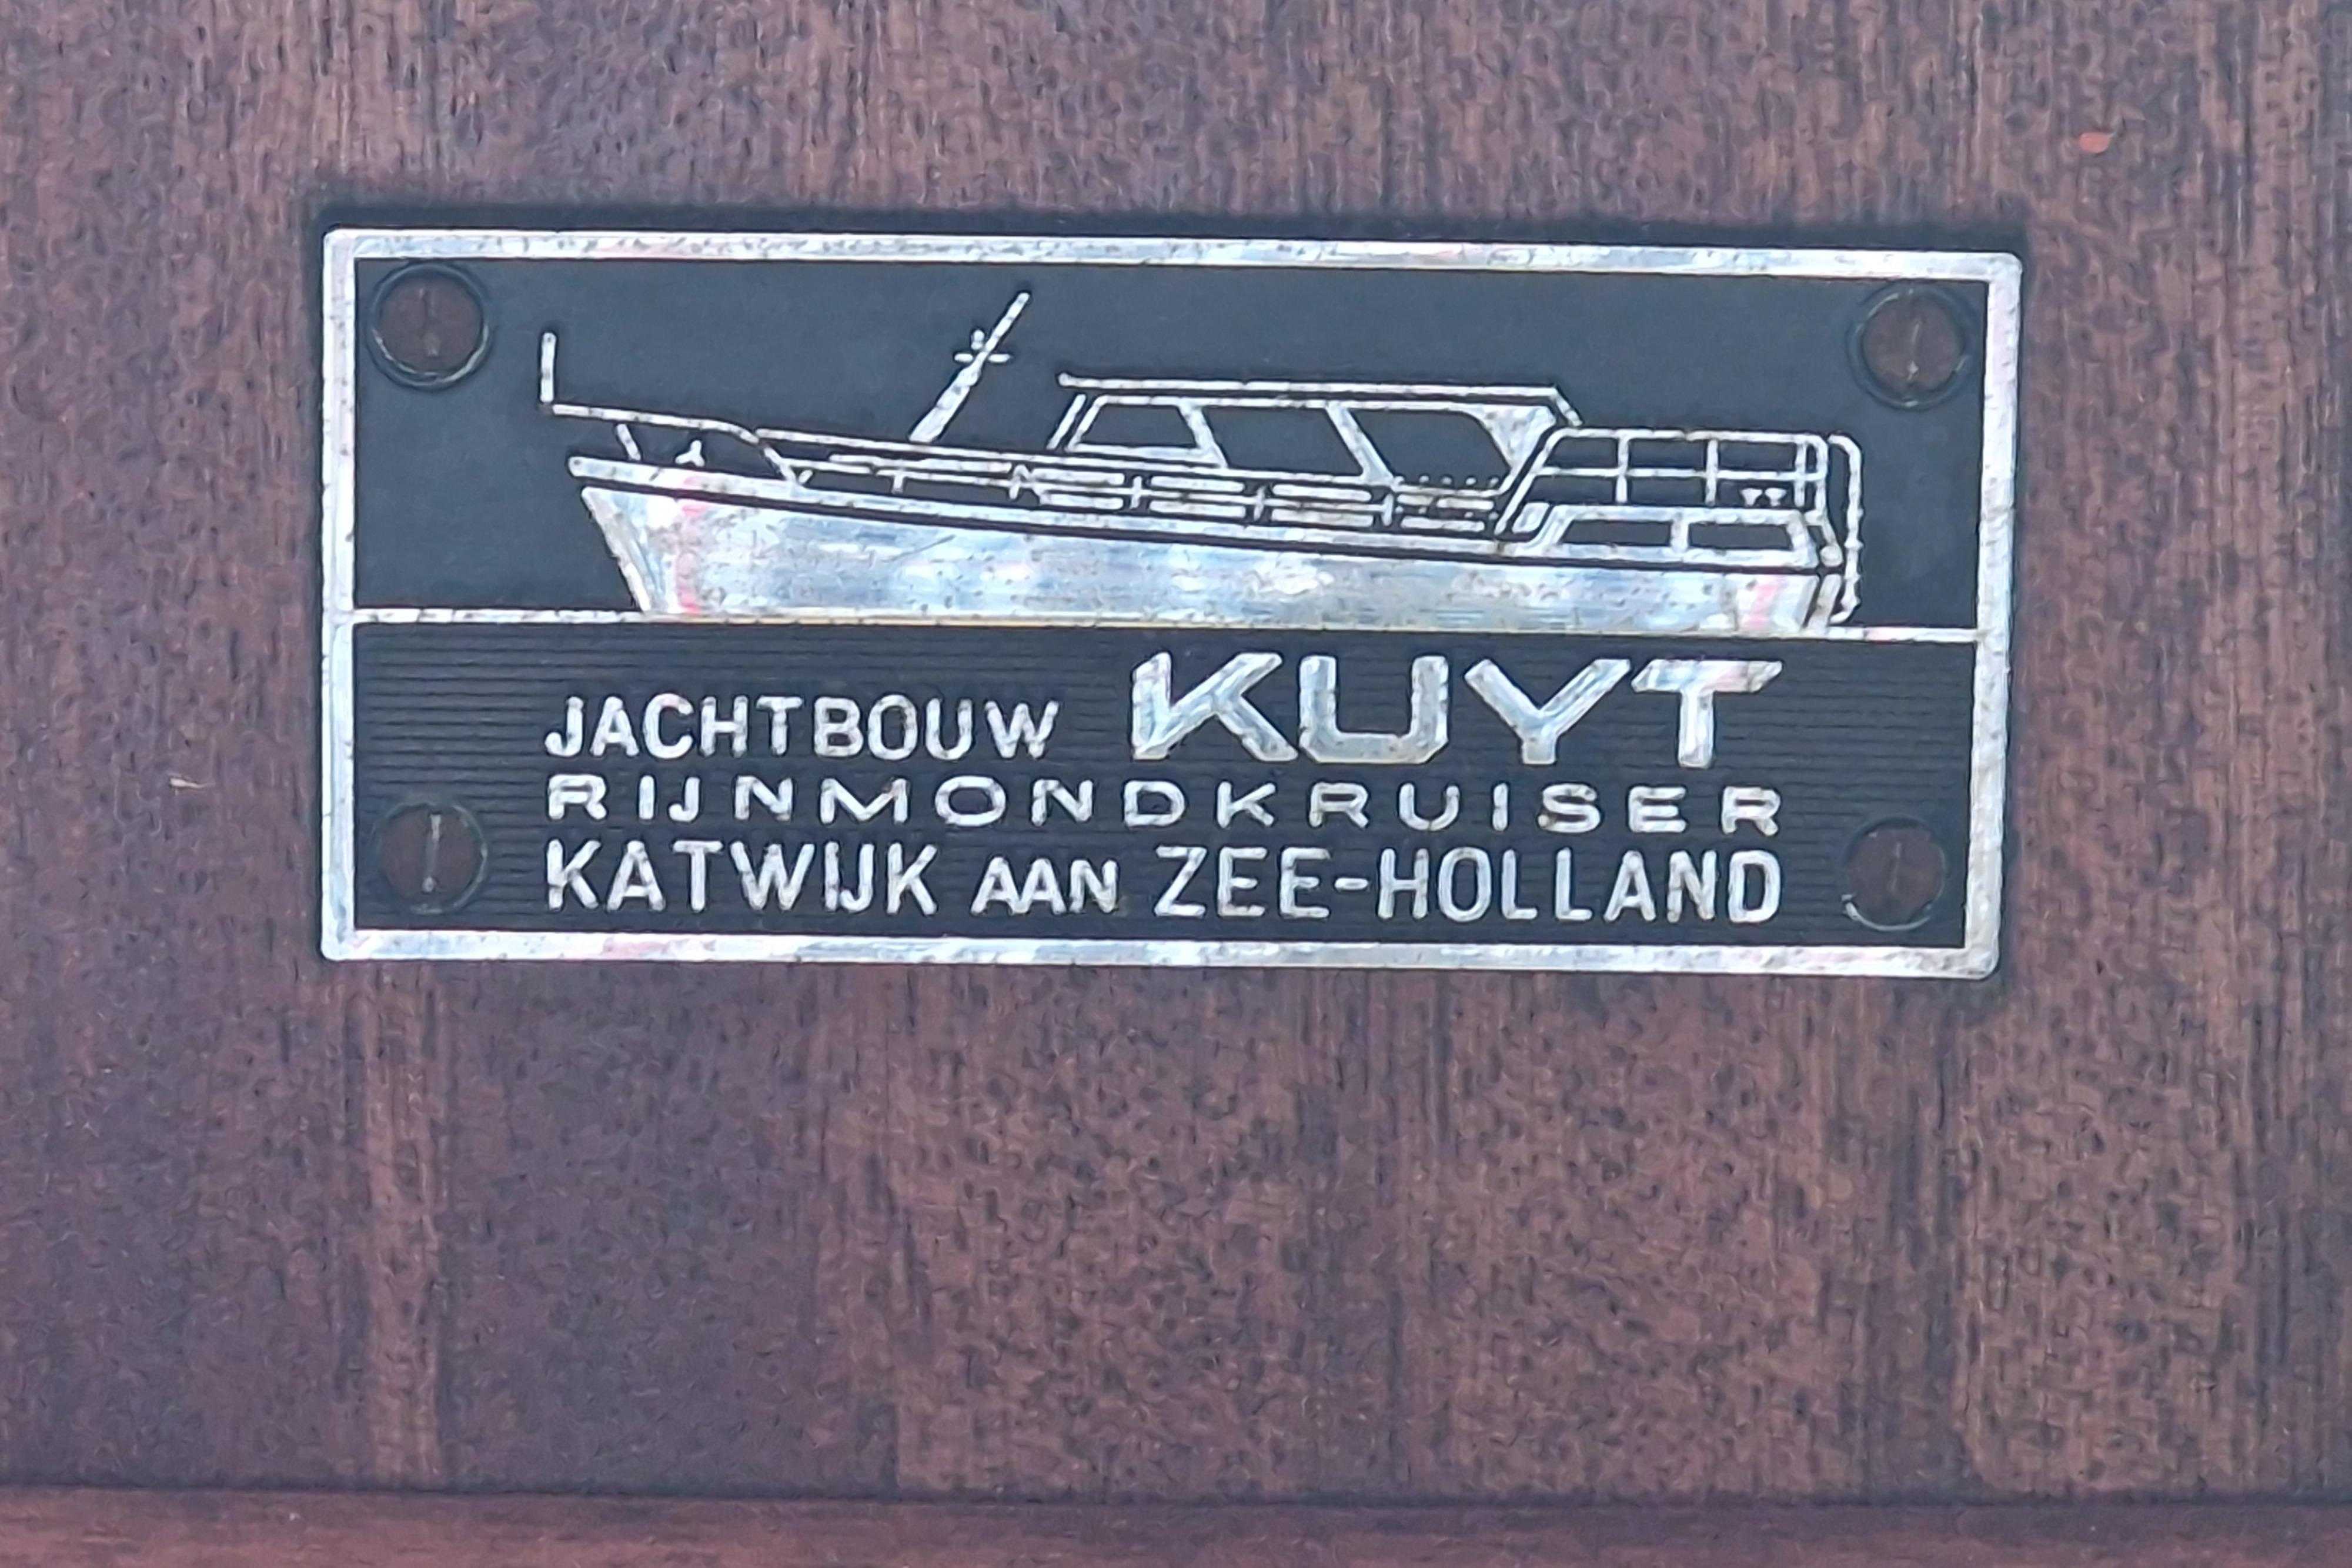 JACHTBOUW KUYT
RIJNMONDKRUISER
KATWIJK AAN ZEE-HOLLAND